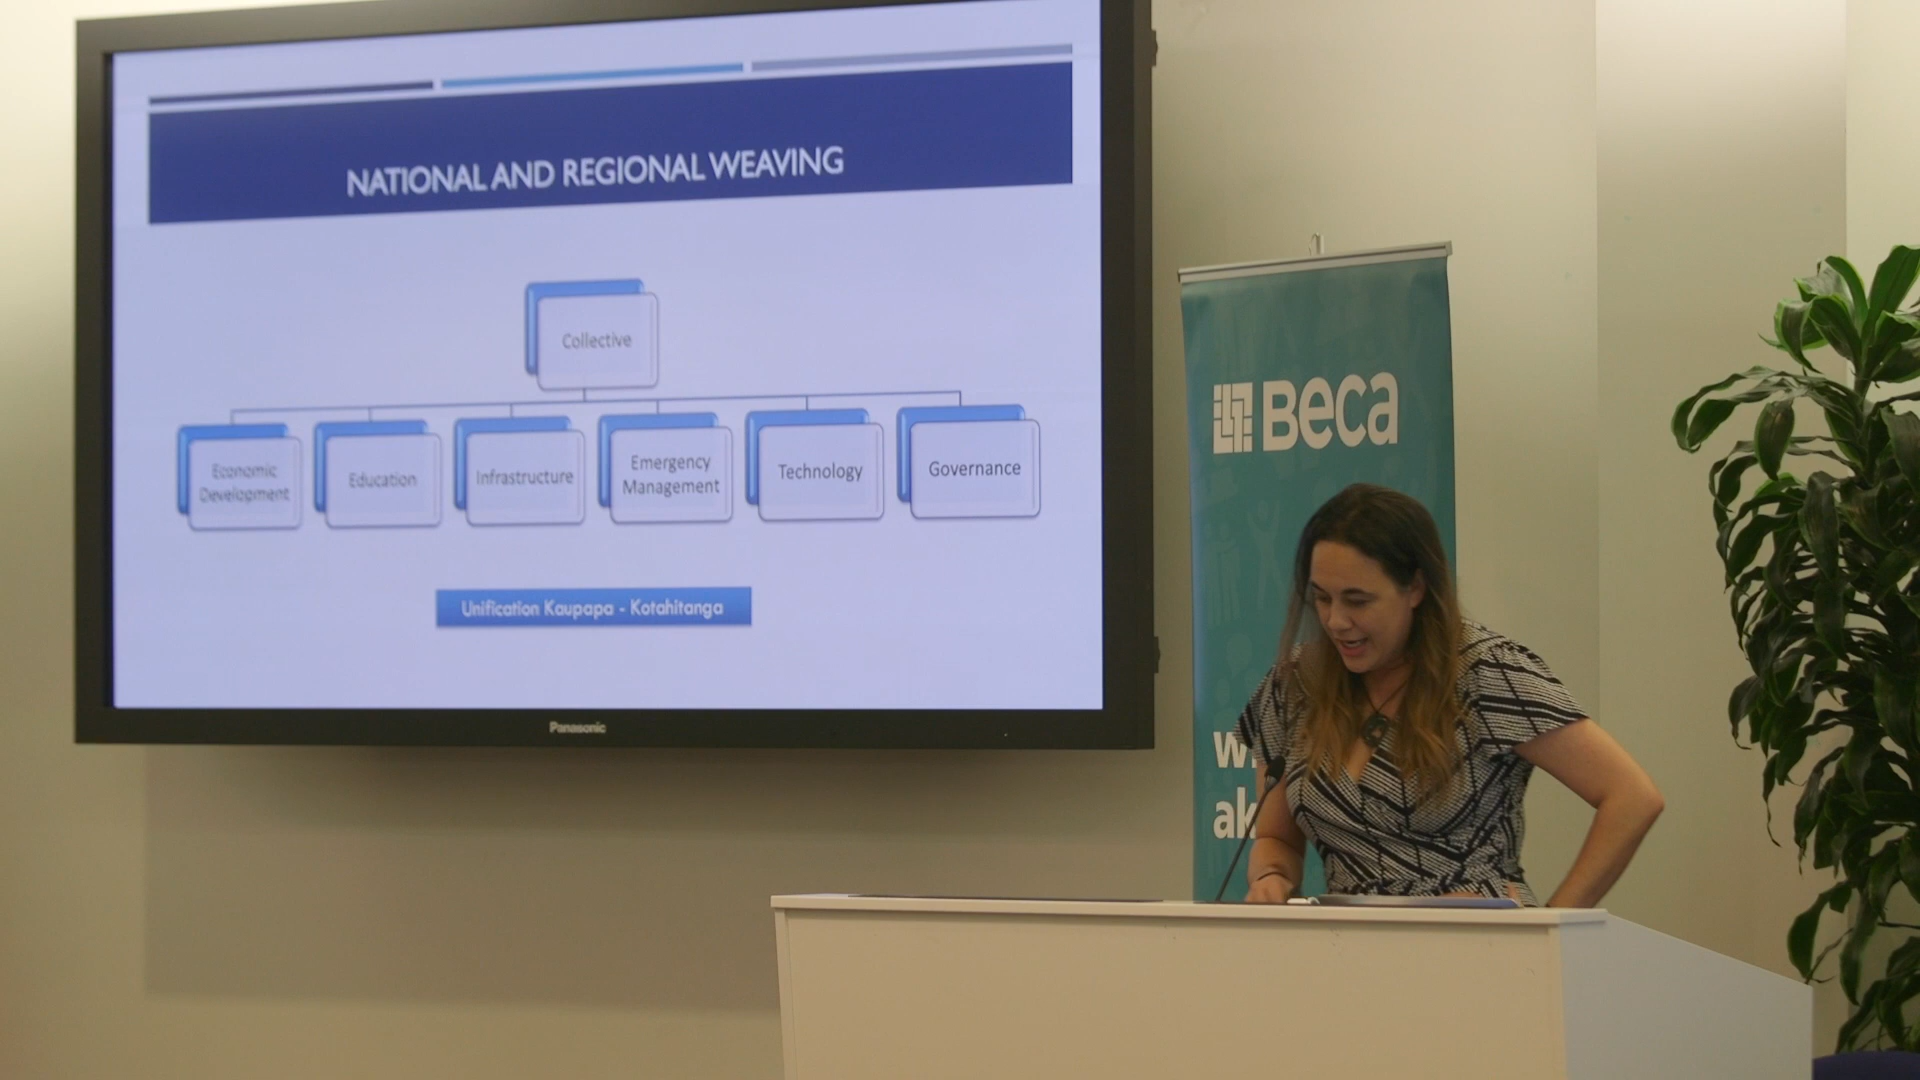 NATIONAL AND REGIONAL WEAVING
Collective
Economic
Development
Education
Infrastructure
Emergency
Management
Technology
Governance
Unification Kaupapa - Kotahitanga
Panasonic
Beca